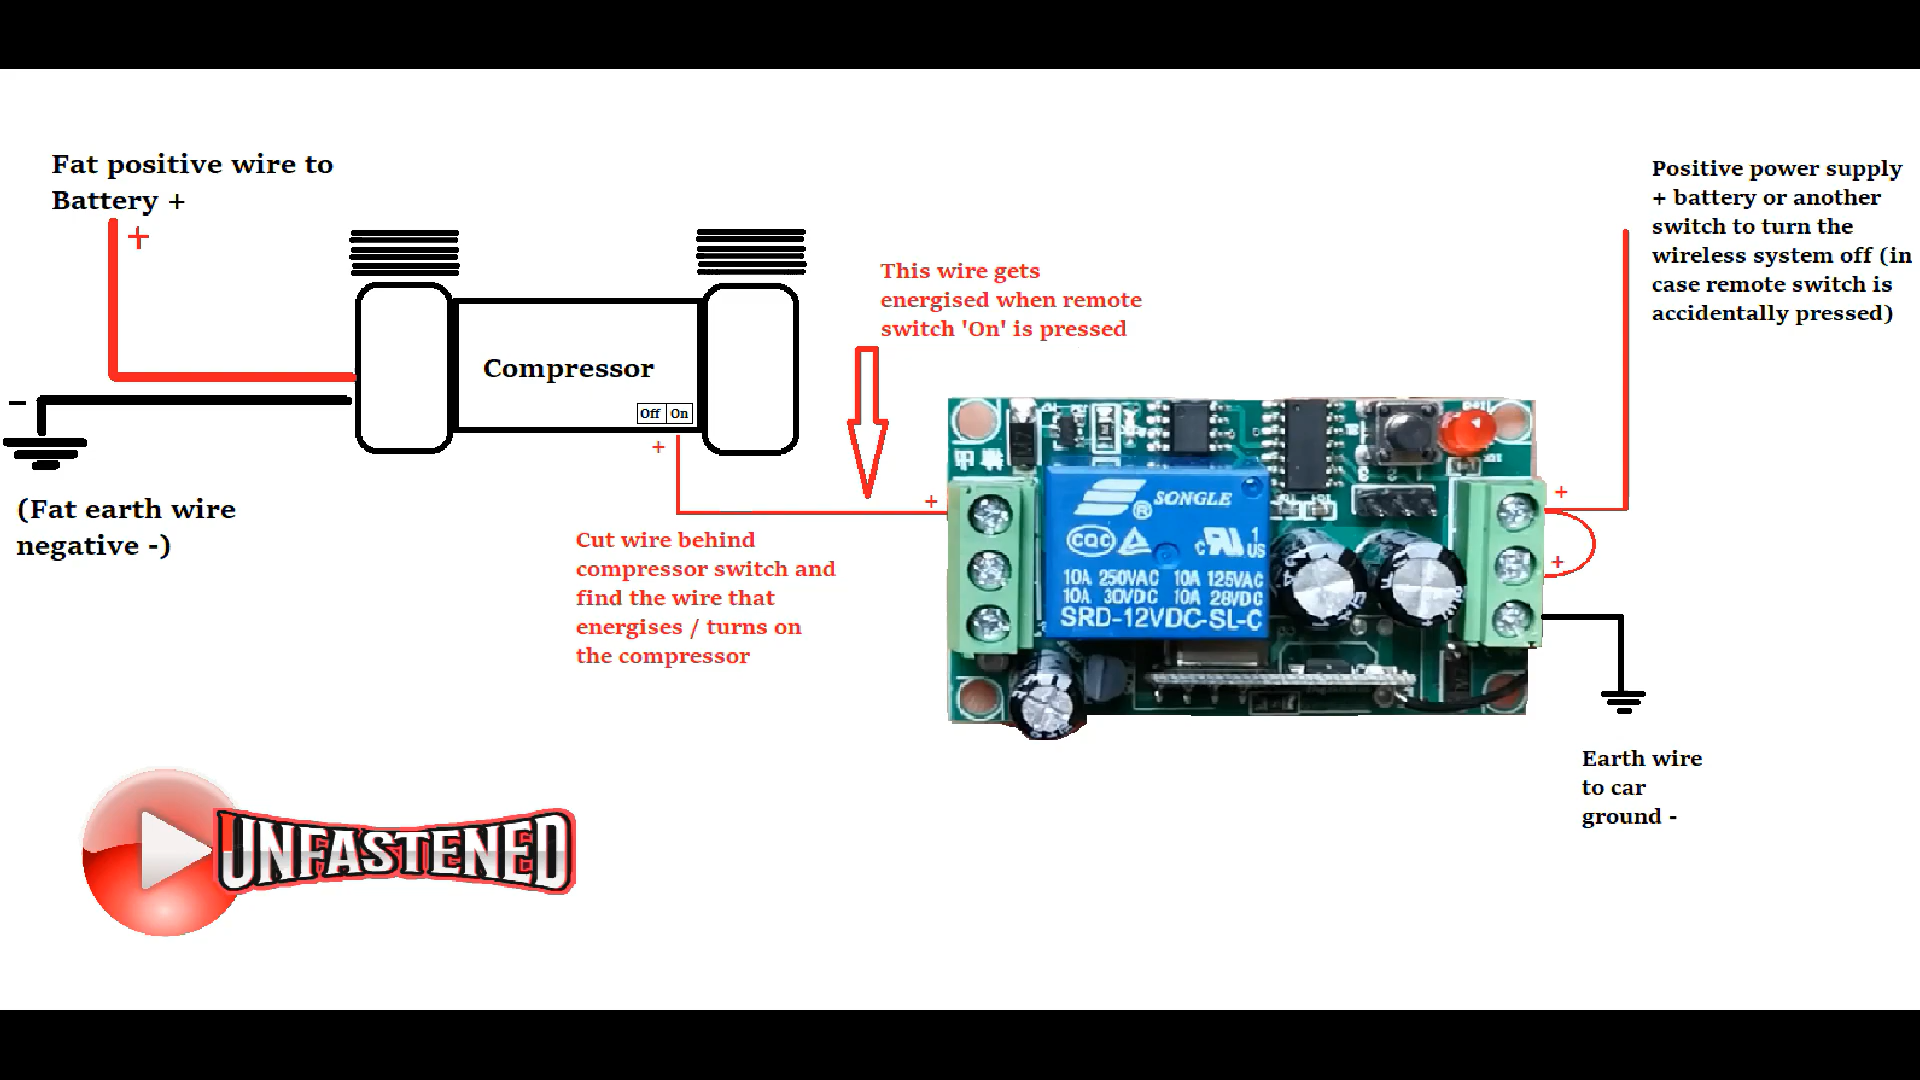 Fat positive wire to
Battery +
+
-
(Fat earth wire
negative -)
Compressor
Off On
+
Cut wire behind
compressor switch and
find the wire that
energises / turns on
the compressor
This wire gets
energised when remote
switch 'On' is pressed
+
SONGLE
®
CQC
C US
1
10A 250VAC 10A 125VAC
10A 30VDC 10A 28VDC
SRD-12VDC-SL-C
+
+
Positive power supply
+ battery or another
switch to turn the
wireless system off (in
case remote switch is
accidentally pressed)
Earth wire
to car
ground -
UNFASTENED